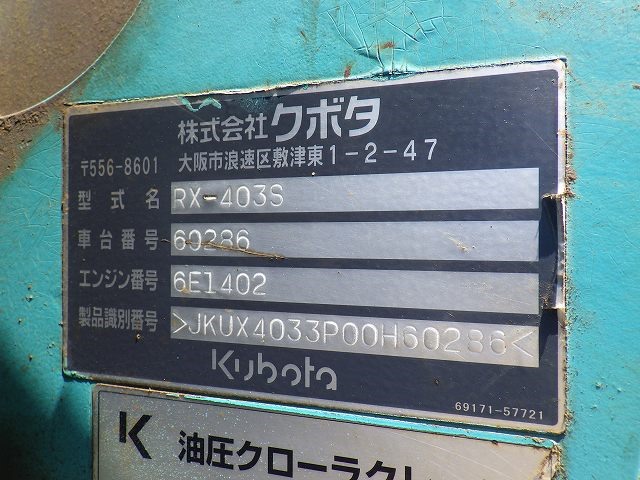 株式会社クボタ
〒556-8601 大阪市浪速区敷津東1-2-47
型式名 RX-403S
車台番号 60286
エンジン番号 6E1402
製品識別番号 >JKUX4033P00H60286<
Kubota
69171-57721
K 油圧クローラクレ